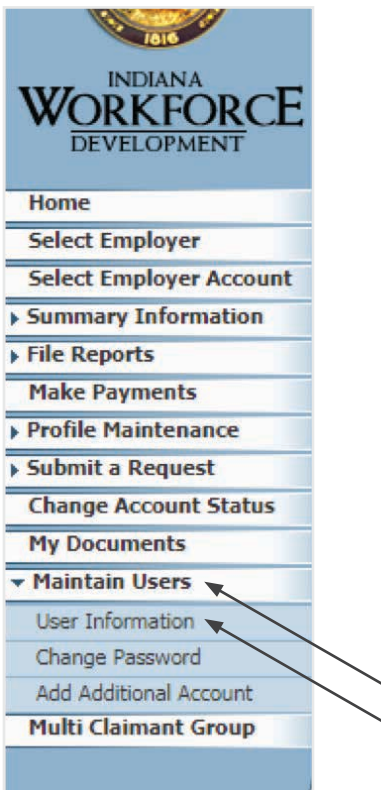 1816
INDIANA
WORKFORCE
DEVELOPMENT
Home
Select Employer
Select Employer Account
Summary Information
File Reports
Make Payments
Profile Maintenance
Submit a Request
Change Account Status
My Documents
Maintain Users
User Information
Change Password
Add Additional Account
Multi Claimant Group